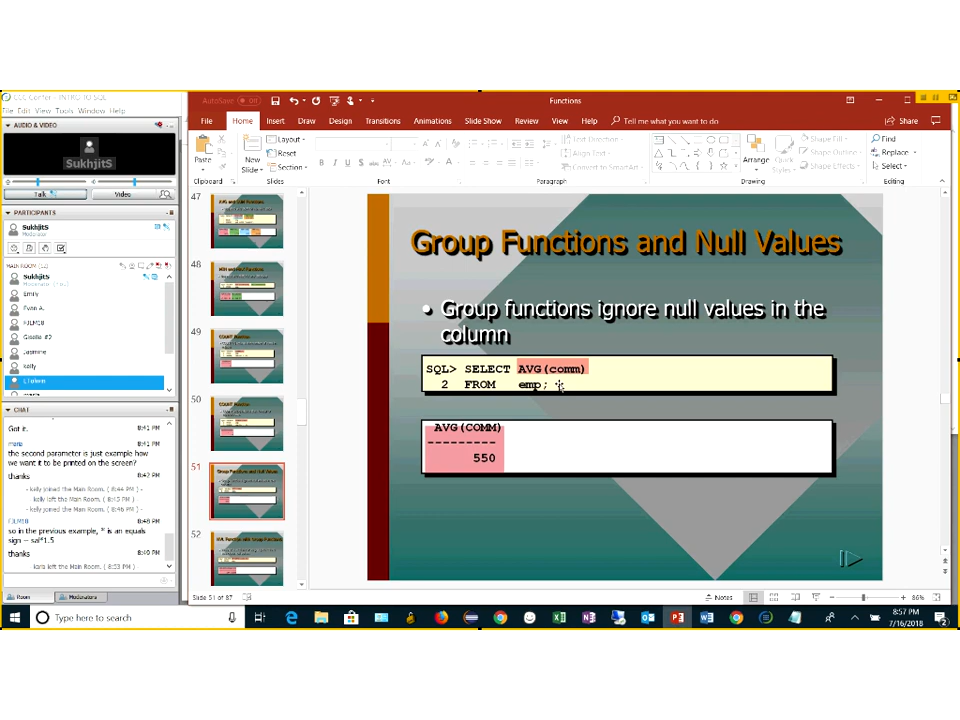 CCC Confer - INTRO TO SQL
File Edit View Tools Window Help
AUDIO & VIDEO
SukhjitS
Talk
Video
PARTICIPANTS
SukhjitS
Moderator
MAIN ROOM (12)
SukhjitS
Emily
Evan A.
FJLM18
Giselle #2
Jasmine
kelly
CHAT
Got it.
8:41 PM
maria
8:41 PM
the second parameter is just example how
we want it to be printed on the screen?
thanks
8:42 PM
- kelly joined the Main Room. ( 8:44 PM ) -
- kelly left the Main Room. ( 8:45 PM )
- kelly joined the Main Room. ( 8:46 PM ) -
FJLM18
8:48 PM
so in the previous example, * is an equals
sign -- sal*1.5
thanks
8:49 PM
- kara left the Main Room. ( 8:53 PM )
Room
Moderators
AutoSave Off
Functions
File Home Insert Draw Design Transitions Animations Slide Show Review View Help Tell me what you want to do
Share
Paste
Clipboard
New
Slide
Layout
Reset
Section
Slides
Font
Text Direction
Align Text
Convert to SmartArt
Paragraph
Arrange
Quick
Styles
Shape Fill
Shape Outline
Shape Effects
Drawing
Find
Replace
Select
Editing
47
48
49
50
51
52
Group Functions and Null Values
• Group functions ignore null values in the
column
SQL> SELECT AVG(comm)
2 FROM emp;
AVG(COMM)
---------
550
Slide 51 of 87
Notes
86%
Type here to search
8:57 PM
7/16/2018